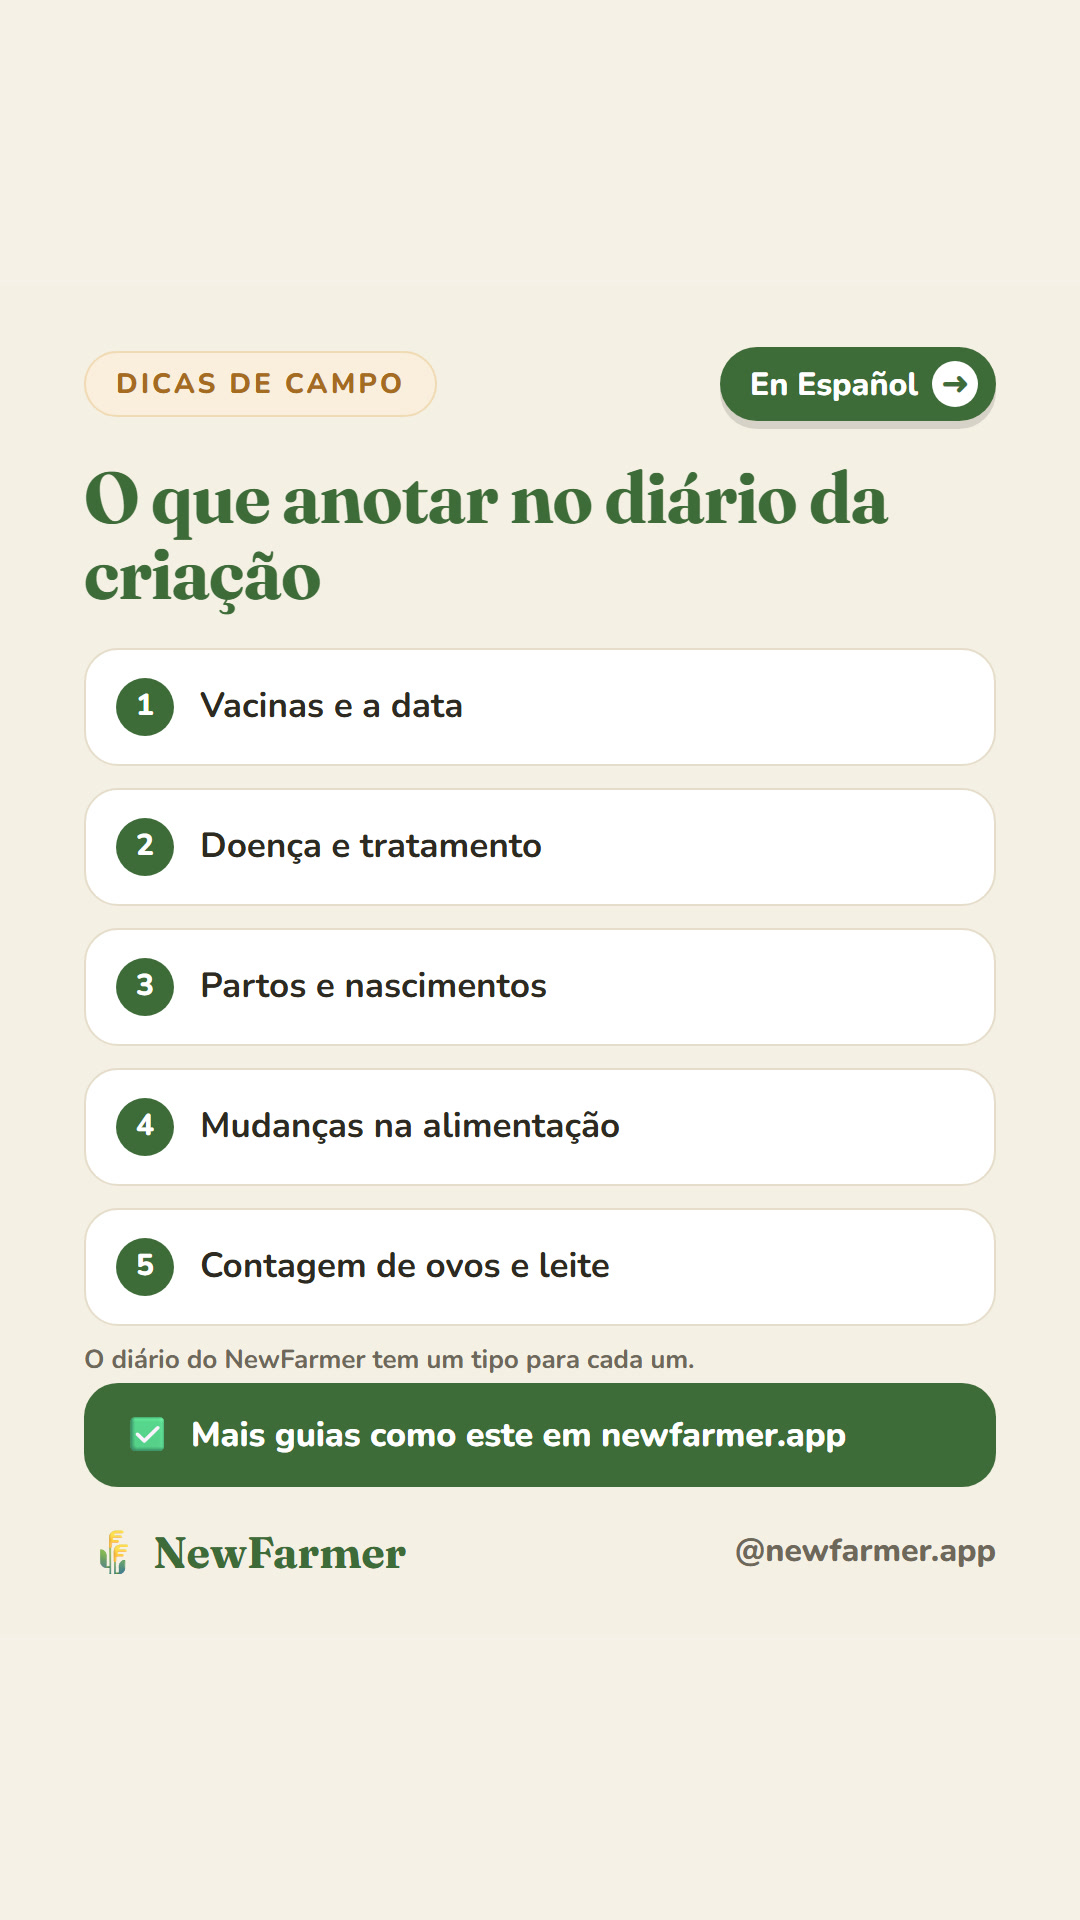 DICAS DE CAMPO
En Español
O que anotar no diário da
criação
1 Vacinas e a data
2 Doença e tratamento
3 Partos e nascimentos
4 Mudanças na alimentação
5 Contagem de ovos e leite
O diário do NewFarmer tem um tipo para cada um.
Mais guias como este em newfarmer.app
NewFarmer
@newfarmer.app